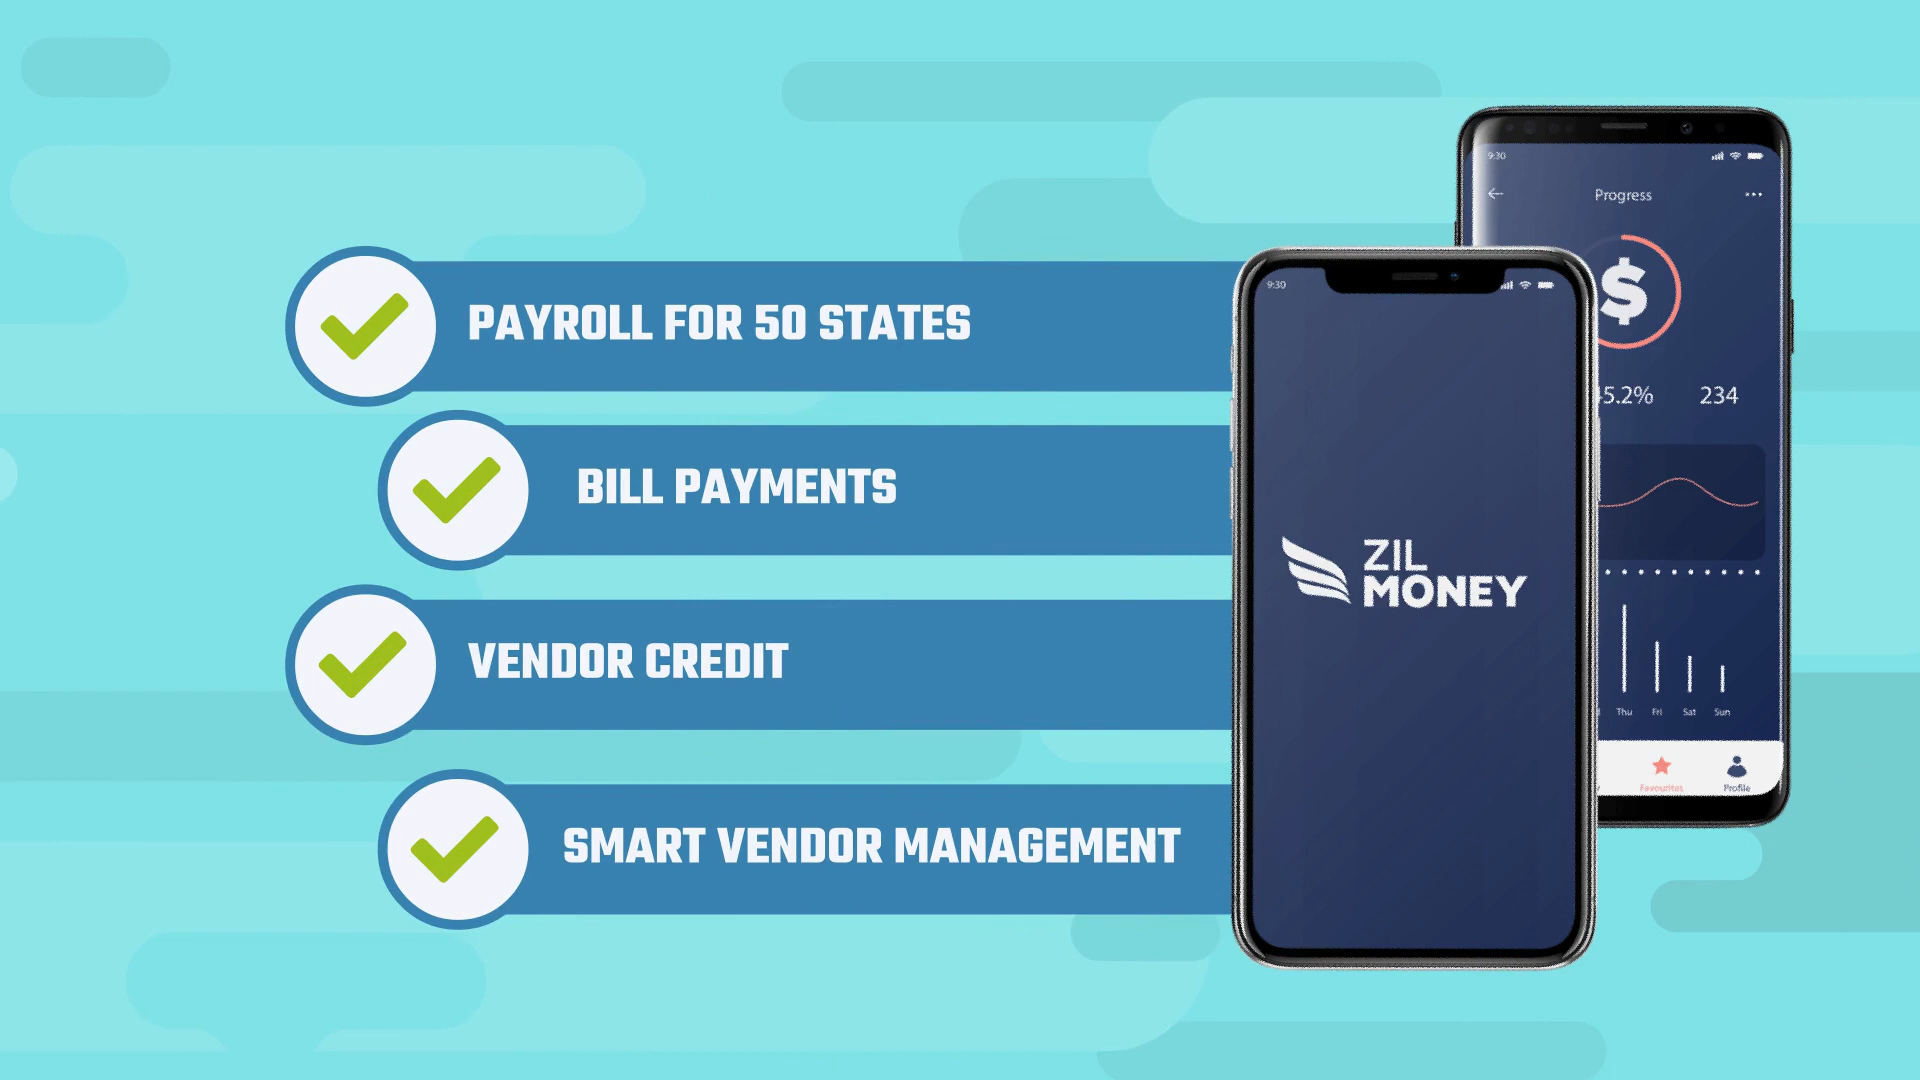 PAYROLL FOR 50 STATES
BILL PAYMENTS
VENDOR CREDIT
SMART VENDOR MANAGEMENT
9:30
ZIL
MONEY
9:30
Progress
$
5.2%
234
Thu Fri Sat Sun
Favourites
Profile